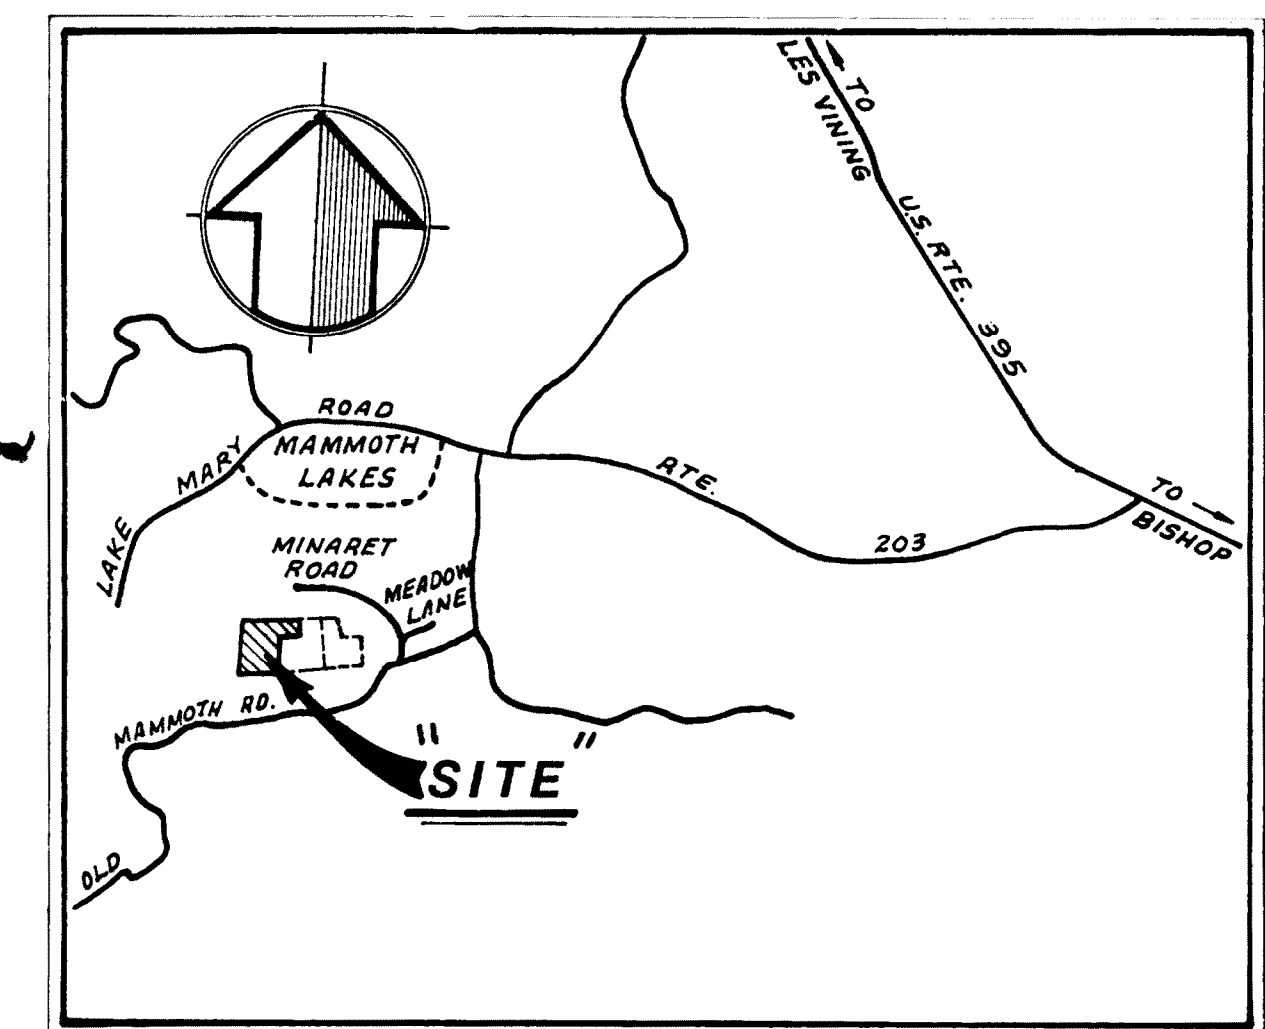 TO
LES VINING
U.S. RTE. 395
ROAD
MAMMOTH
LAKES
LAKE MARY
RTE. 203
TO
BISHOP
MINARET
ROAD
MEADOW
LANE
OLD MAMMOTH RD.
"SITE"